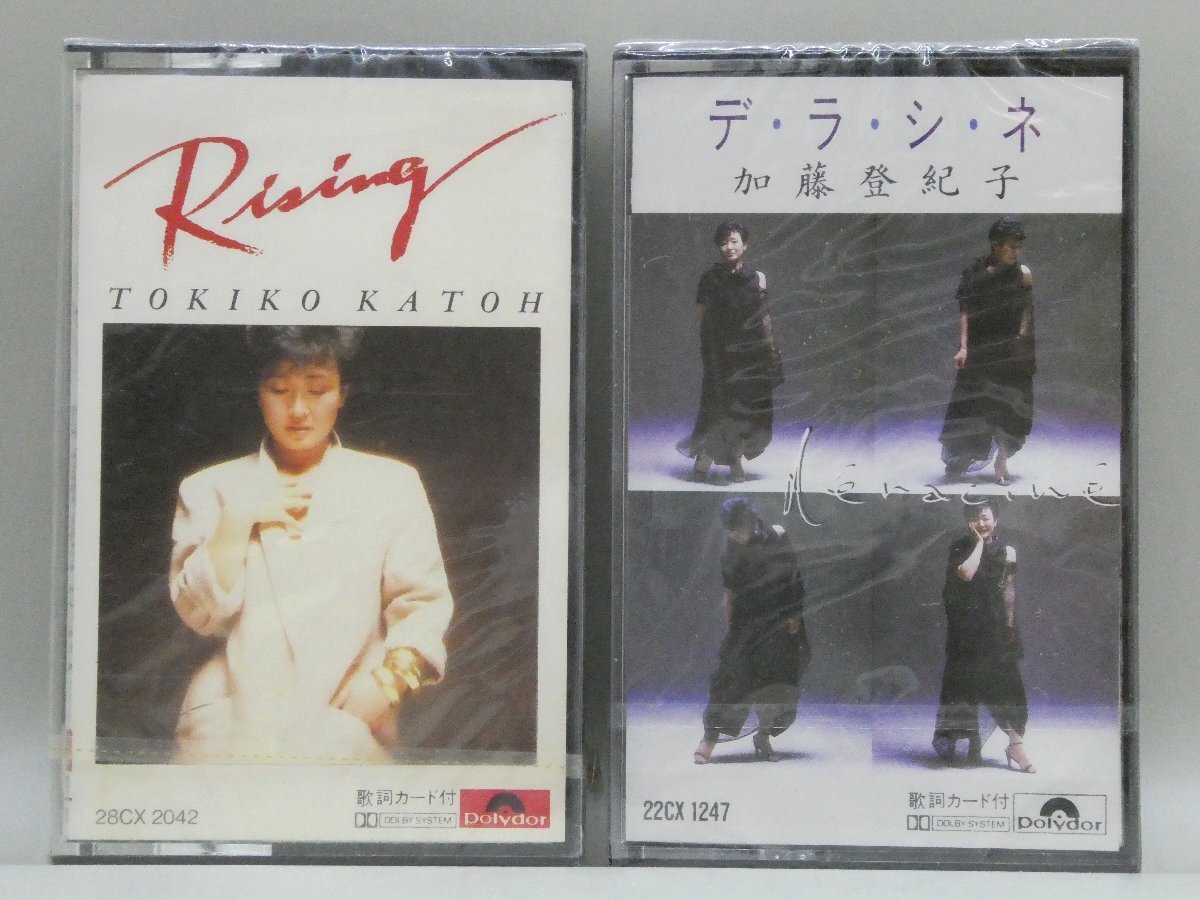 Rising
TOKIKO KATOH
28CX 2042
歌詞カード付
DOLBY SYSTEM
polydor
デ・ラ・シ・ネ
加藤登紀子
déraciné
22CX 1247
歌詞カード付
DOLBY SYSTEM
polydor